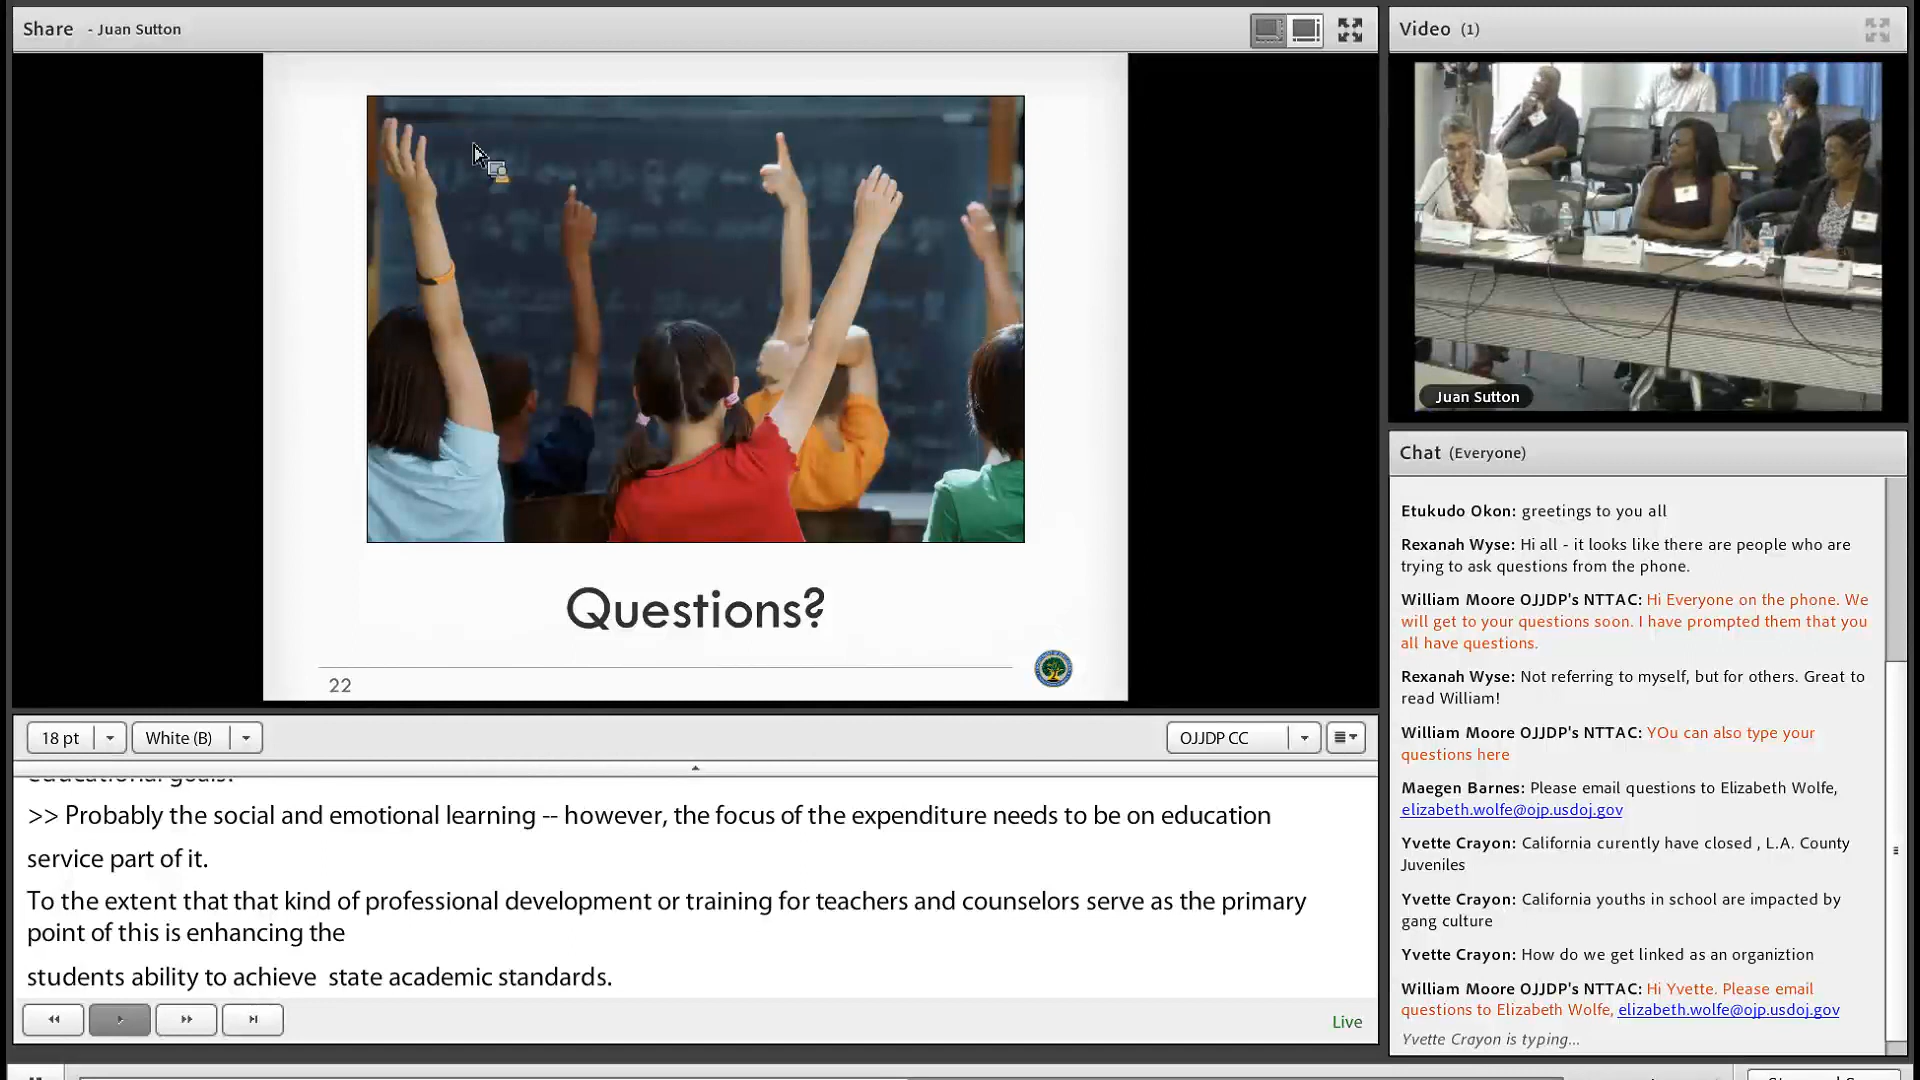 Share - Juan Sutton
Questions?
22
18 pt
White (B)
OJJDP CC
educational goals.
>> Probably the social and emotional learning -- however, the focus of the expenditure needs to be on education
service part of it.
To the extent that that kind of professional development or training for teachers and counselors serve as the primary
point of this is enhancing the
students ability to achieve  state academic standards.
Live
Video (1)
Juan Sutton
Chat (Everyone)
Etukudo Okon: greetings to you all
Rexanah Wyse: Hi all - it looks like there are people who are
trying to ask questions from the phone.
William Moore OJJDP's NTTAC: Hi Everyone on the phone. We
will get to your questions soon. I have prompted them that you
all have questions.
Rexanah Wyse: Not referring to myself, but for others. Great to
read William!
William Moore OJJDP's NTTAC: YOu can also type your
questions here
Maegen Barnes: Please email questions to Elizabeth Wolfe,
elizabeth.wolfe@ojp.usdoj.gov
Yvette Crayon: California curently have closed , L.A. County
Juveniles
Yvette Crayon: California youths in school are impacted by
gang culture
Yvette Crayon: How do we get linked as an organiztion
William Moore OJJDP's NTTAC: Hi Yvette. Please email
questions to Elizabeth Wolfe, elizabeth.wolfe@ojp.usdoj.gov
Yvette Crayon is typing...